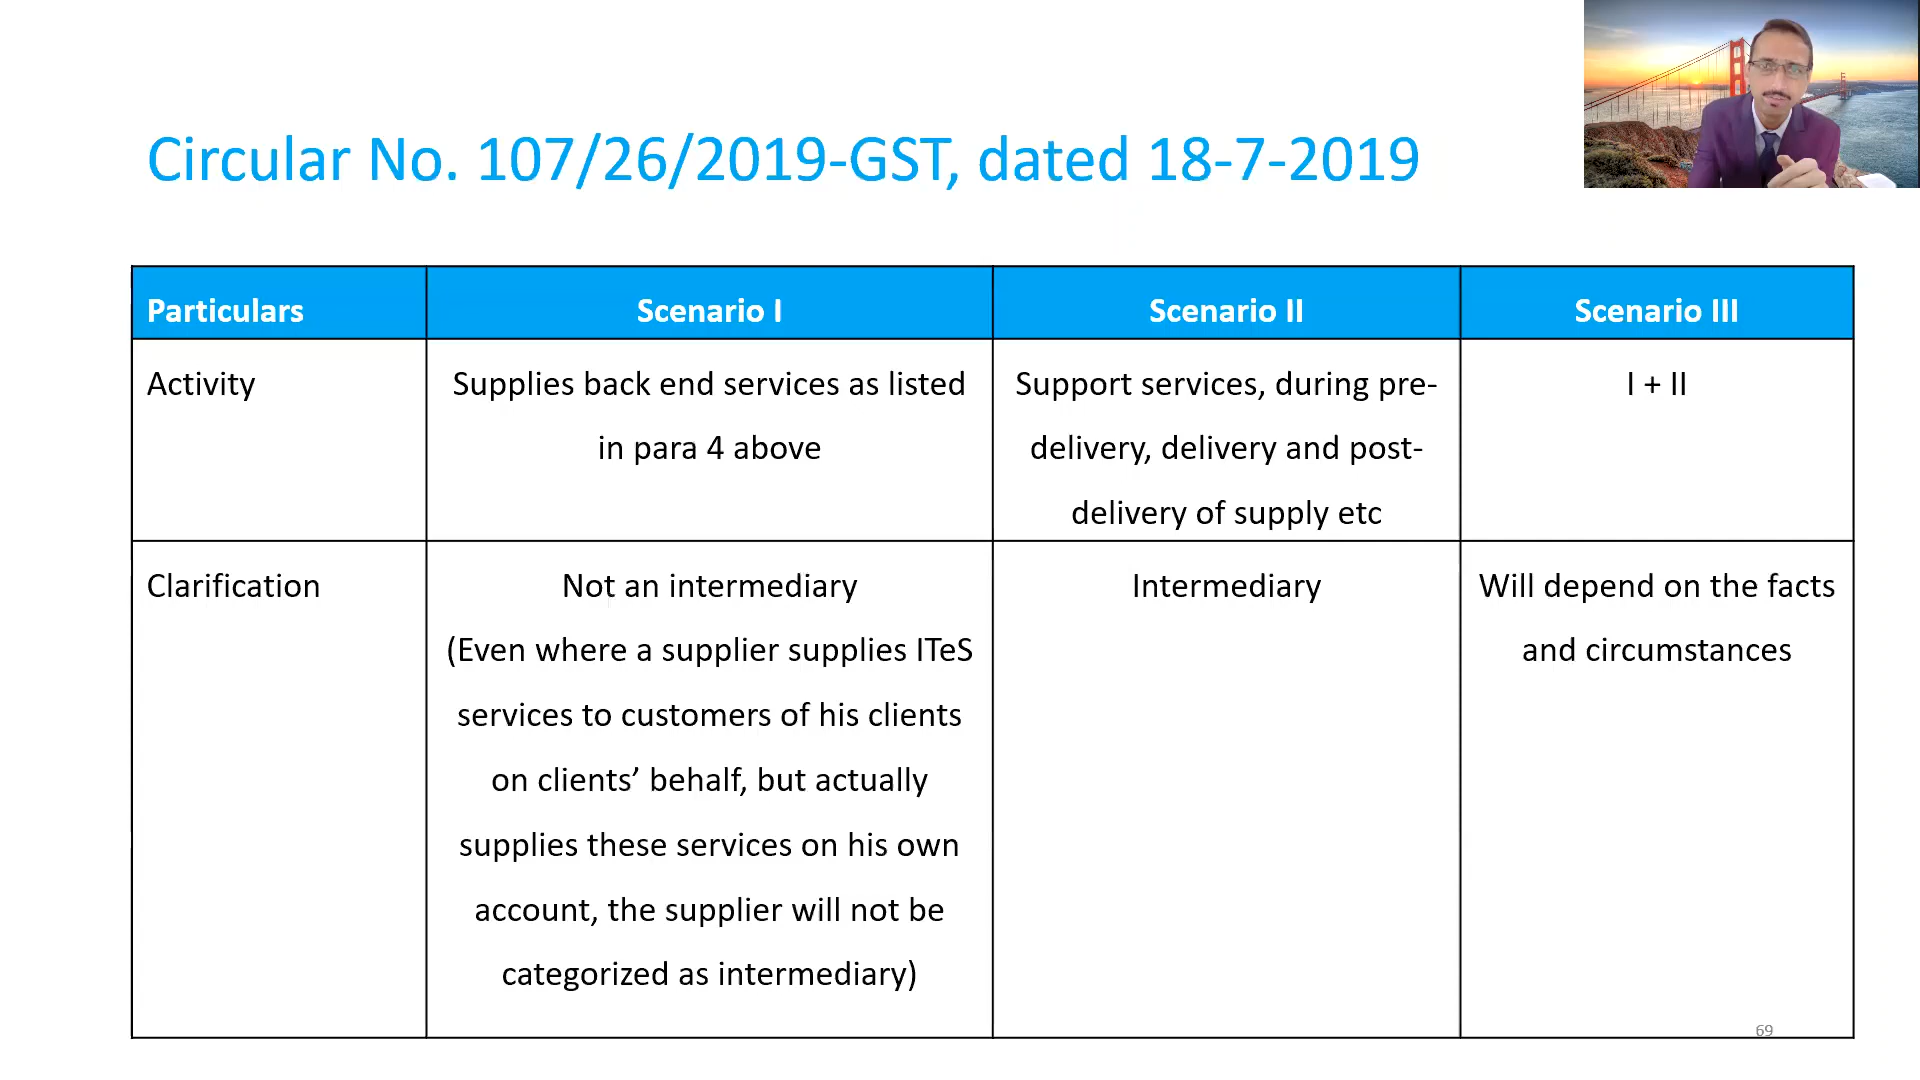 Circular No. 107/26/2019-GST, dated 18-7-2019
Particulars
Scenario I
Scenario II
Scenario III
Activity
Supplies back end services as listed
in para 4 above
Support services, during pre-
delivery, delivery and post-
delivery of supply etc
I + II
Clarification
Not an intermediary
(Even where a supplier supplies ITeS
services to customers of his clients
on clients’ behalf, but actually
supplies these services on his own
account, the supplier will not be
categorized as intermediary)
Intermediary
Will depend on the facts
and circumstances
69